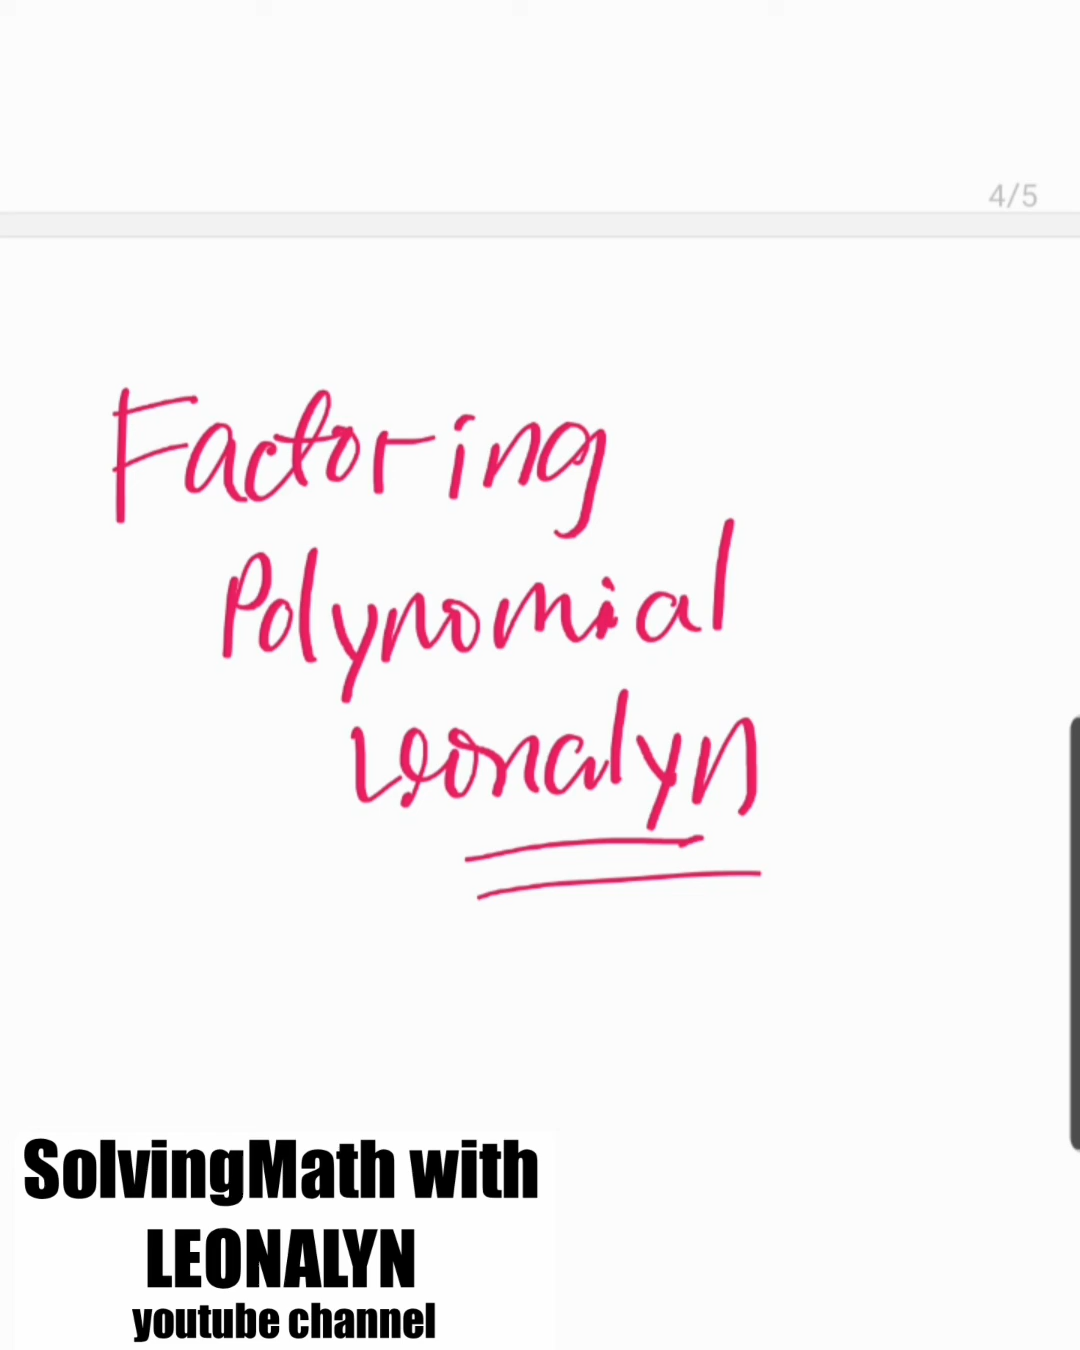 4/5
Factoring
Polynomial
Leonalyn
SolvingMath with
LEONALYN
youtube channel